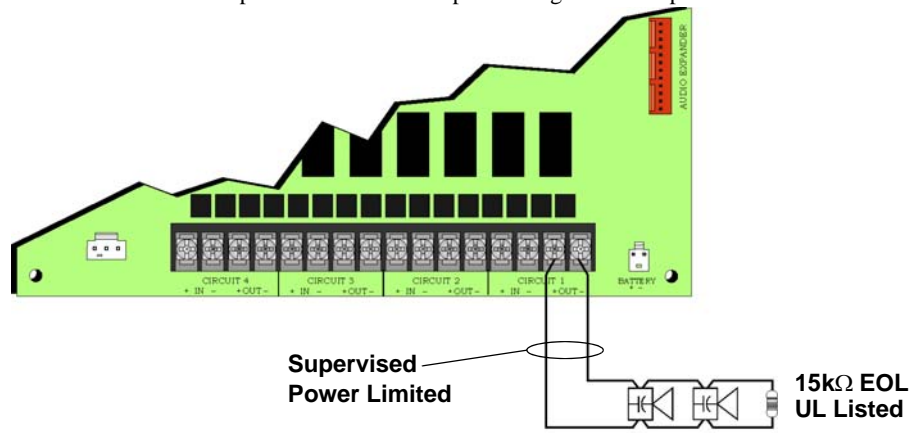 AUDIO EXPANDER
CIRCUIT 4 CIRCUIT 3 CIRCUIT 2 CIRCUIT 1 BATTERY
+ IN - +OUT- + IN - +OUT- + IN - +OUT- + IN - +OUT- + -
Supervised
Power Limited
15kΩ EOL
UL Listed